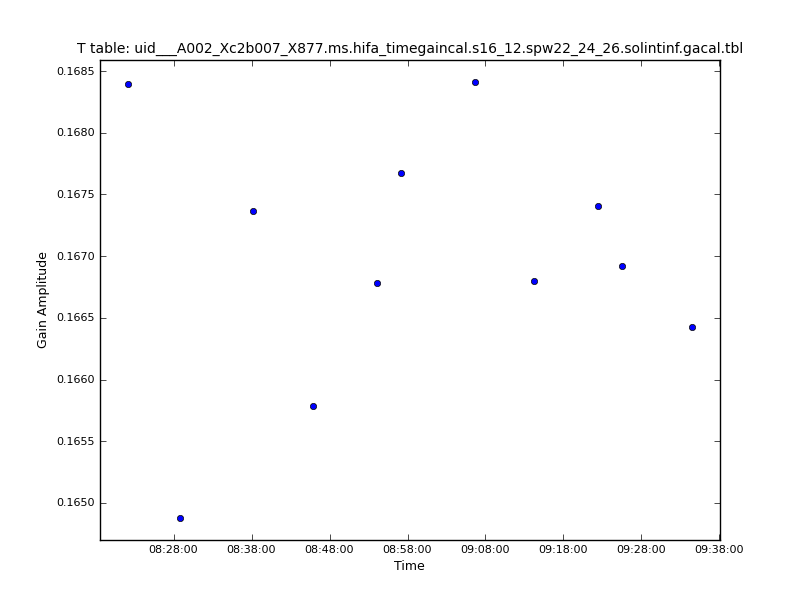 T table: uid___A002_Xc2b007_X877.ms.hifa_timegaincal.s16_12.spw22_24_26.solintinf.gacal.tbl
0.1685
0.1680
0.1675
0.1670
0.1665
0.1660
0.1655
0.1650
Gain Amplitude
08:28:00 08:38:00 08:48:00 08:58:00 09:08:00 09:18:00 09:28:00 09:38:00
Time